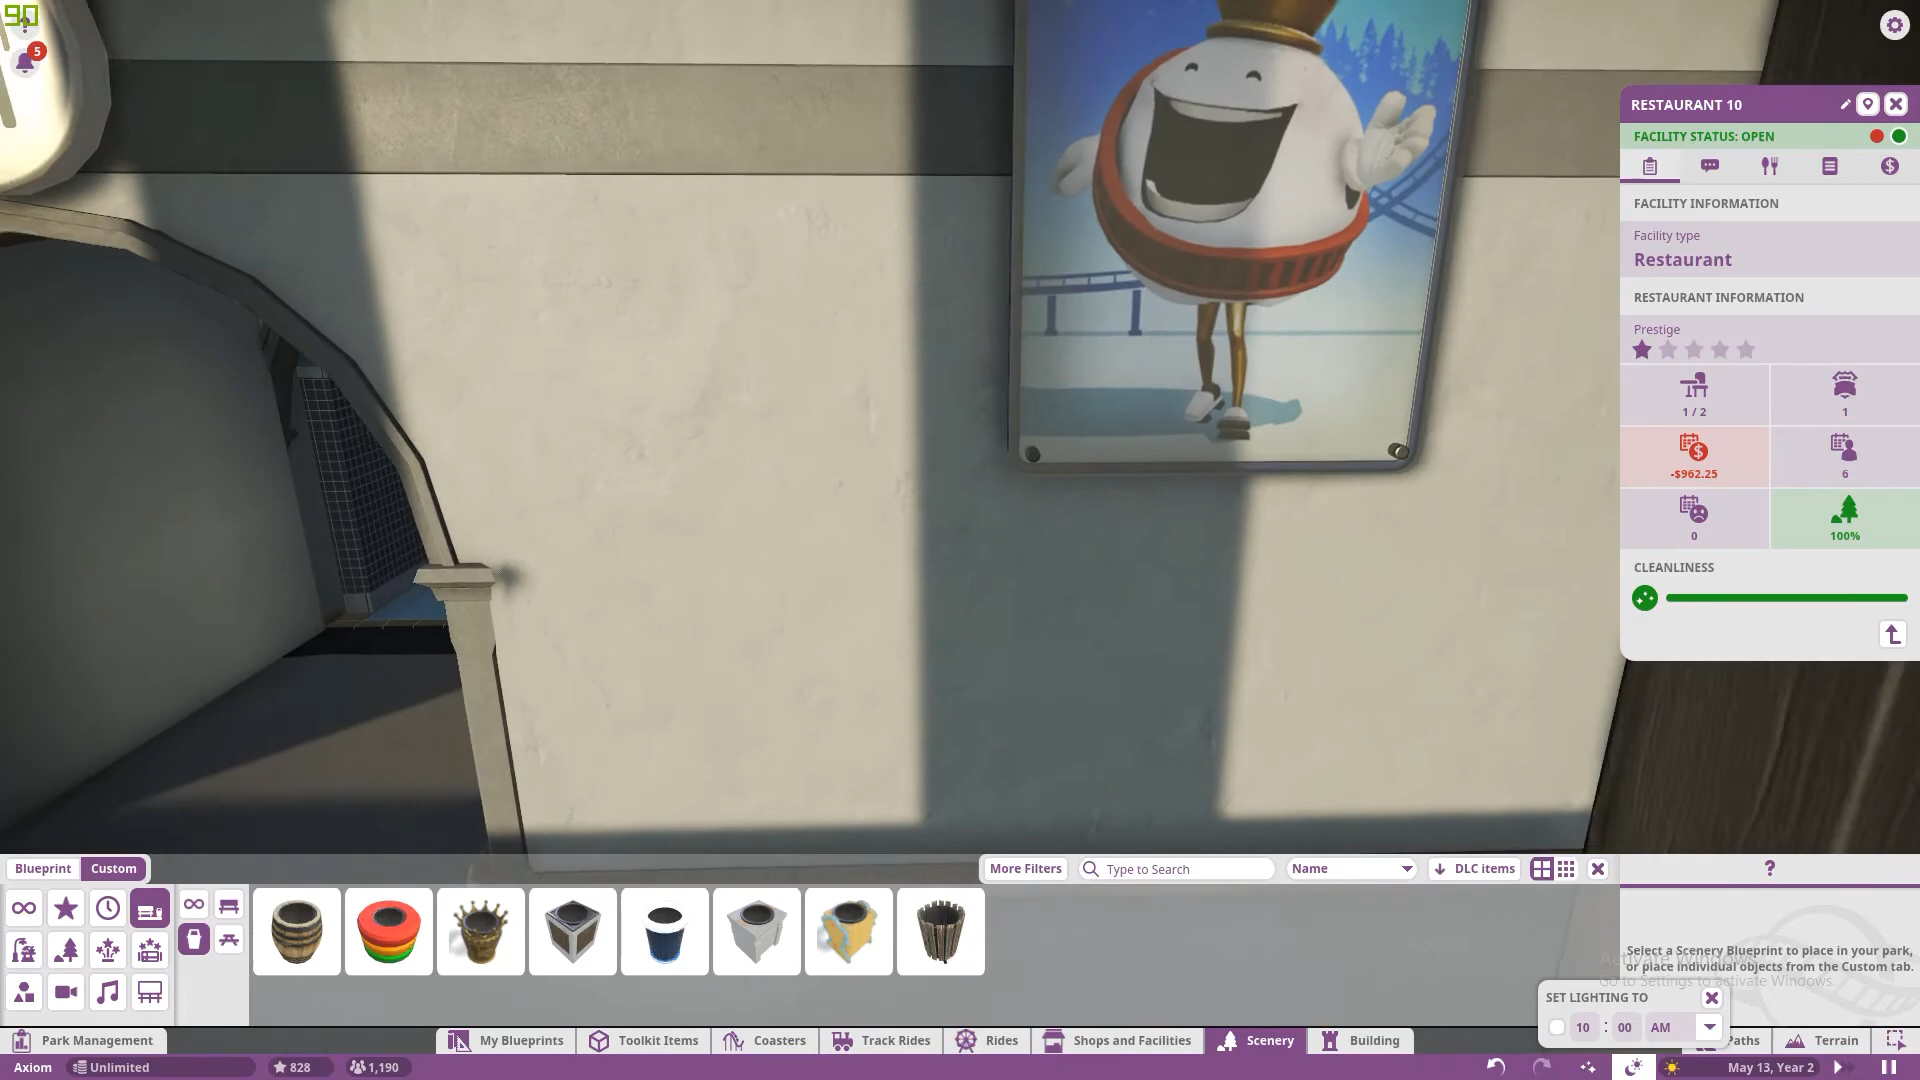 90
5
RESTAURANT 10
FACILITY STATUS: OPEN
FACILITY INFORMATION
Facility type
Restaurant
RESTAURANT INFORMATION
Prestige
1 / 2
1
-$962.25
6
0
100%
CLEANLINESS
Blueprint
Custom
More Filters
Type to Search
Name
DLC items
?
Select a Scenery Blueprint to place in your park,
or place individual objects from the Custom tab.
Activate Windows
Go to Settings to activate Windows.
SET LIGHTING TO
10 : 00 AM
Park Management
My Blueprints
Toolkit Items
Coasters
Track Rides
Rides
Shops and Facilities
Scenery
Building
Paths
Terrain
Axiom
Unlimited
828
1,190
May 13, Year 2